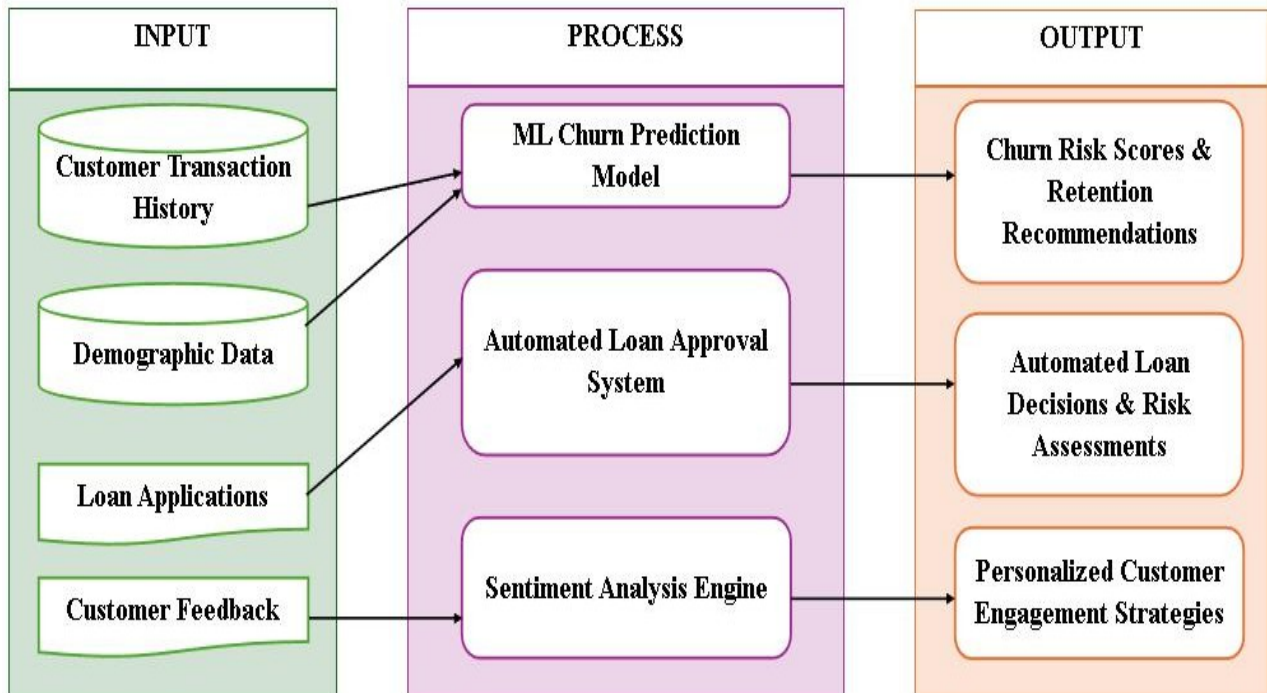 INPUT
PROCESS
OUTPUT
Customer Transaction
History
Demographic Data
Loan Applications
Customer Feedback
ML Churn Prediction
Model
Automated Loan Approval
System
Sentiment Analysis Engine
Churn Risk Scores &
Retention
Recommendations
Automated Loan
Decisions & Risk
Assessments
Personalized Customer
Engagement Strategies